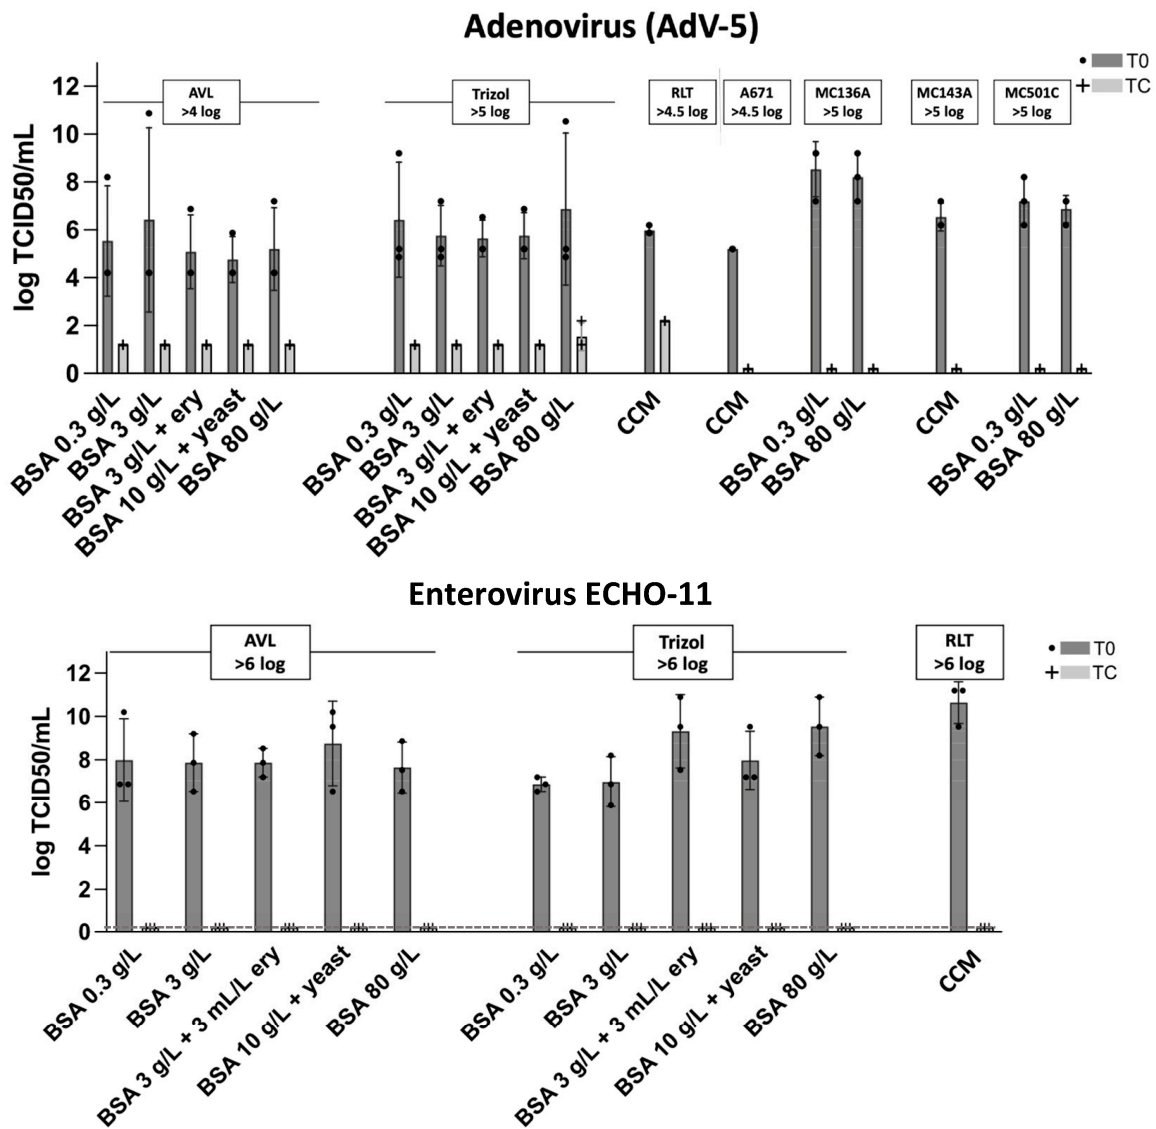 Adenovirus (AdV-5)
T0
TC
AVL
>4 log
Trizol
>5 log
RLT
>4.5 log
A671
>4.5 log
MC136A
>5 log
MC143A
>5 log
MC501C
>5 log
log TCID50/mL
12
10
8
6
4
2
0
BSA 0.3 g/L
BSA 3 g/L
BSA 3 g/L + ery
BSA 10 g/L + yeast
BSA 80 g/L
BSA 0.3 g/L
BSA 3 g/L
BSA 3 g/L + ery
BSA 10 g/L + yeast
BSA 80 g/L
CCM
CCM
BSA 0.3 g/L
BSA 80 g/L
CCM
BSA 0.3 g/L
BSA 80 g/L
Enterovirus ECHO-11
T0
TC
AVL
>6 log
Trizol
>6 log
RLT
>6 log
log TCID50/mL
12
10
8
6
4
2
0
BSA 0.3 g/L
BSA 3 g/L
BSA 3 g/L + 3 mL/L ery
BSA 10 g/L + yeast
BSA 80 g/L
BSA 0.3 g/L
BSA 3 g/L
BSA 3 g/L + 3 mL/L ery
BSA 10 g/L + yeast
BSA 80 g/L
CCM